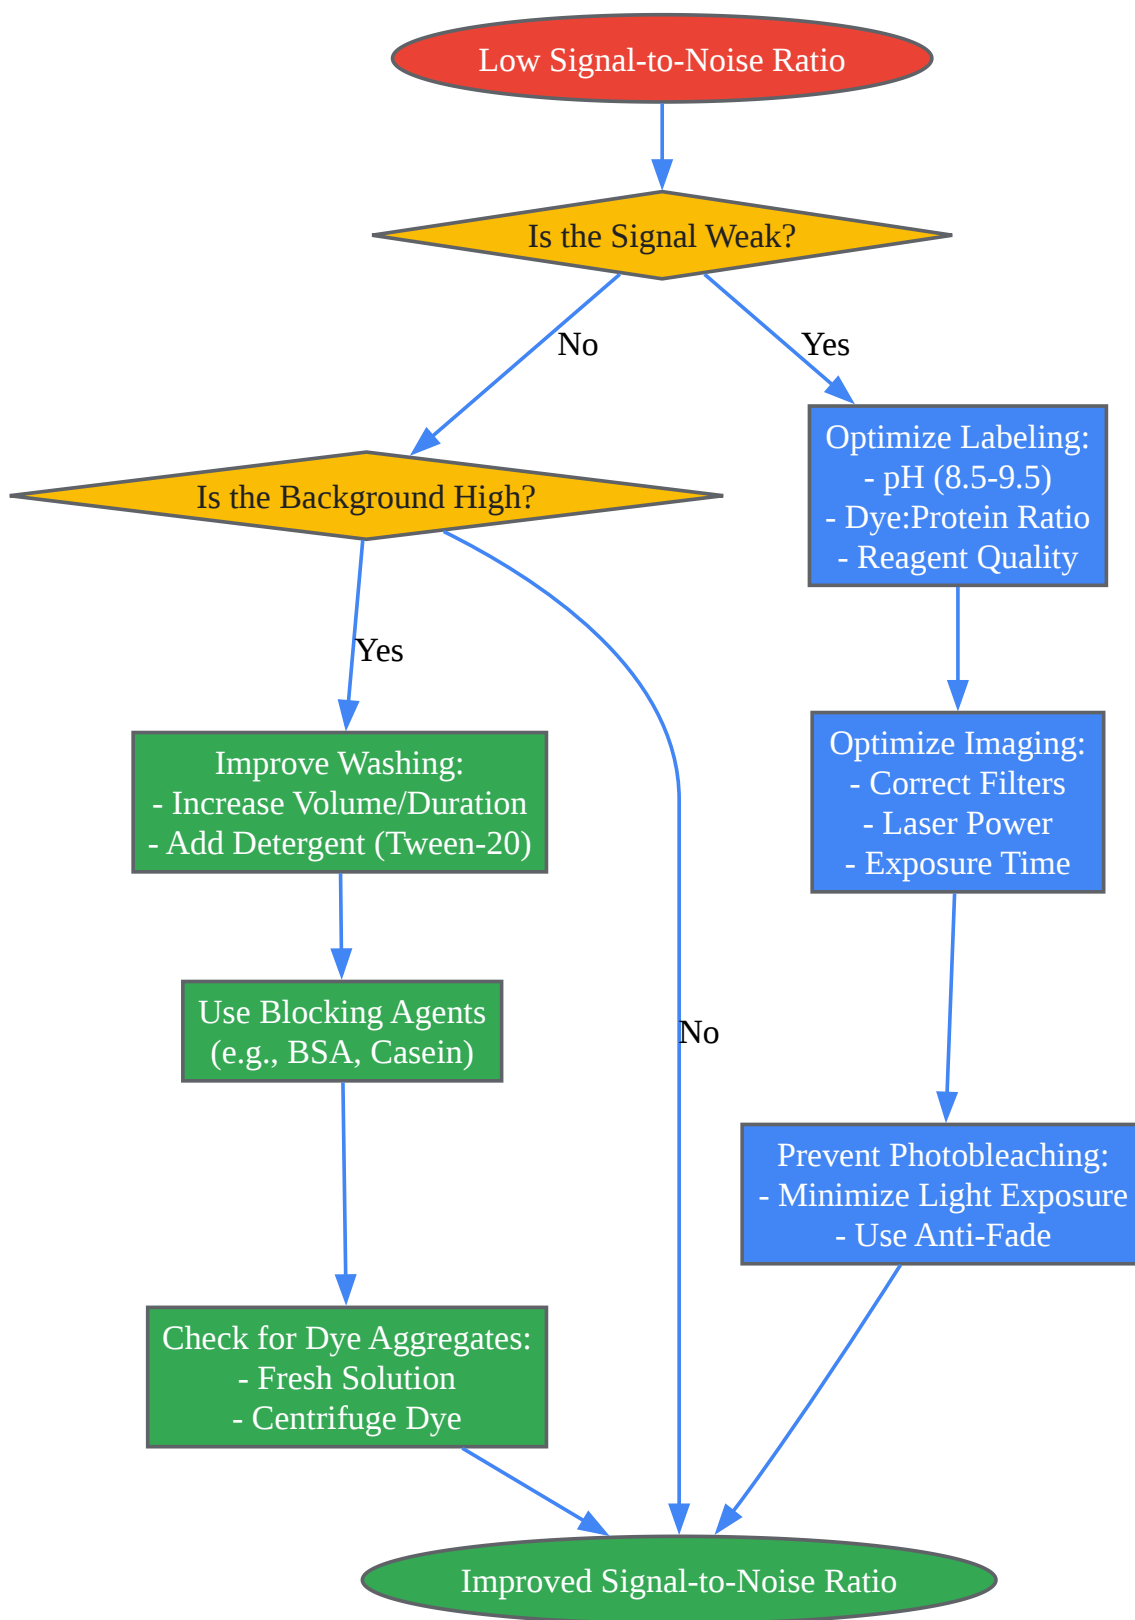 Low Signal-to-Noise Ratio
Is the Signal Weak?
No
Yes
Optimize Labeling:
- pH (8.5-9.5)
- Dye:Protein Ratio
- Reagent Quality
Is the Background High?
Yes
Improve Washing:
- Increase Volume/Duration
- Add Detergent (Tween-20)
Optimize Imaging:
- Correct Filters
- Laser Power
- Exposure Time
Use Blocking Agents
(e.g., BSA, Casein)
No
Prevent Photobleaching:
- Minimize Light Exposure
- Use Anti-Fade
Check for Dye Aggregates:
- Fresh Solution
- Centrifuge Dye
Improved Signal-to-Noise Ratio